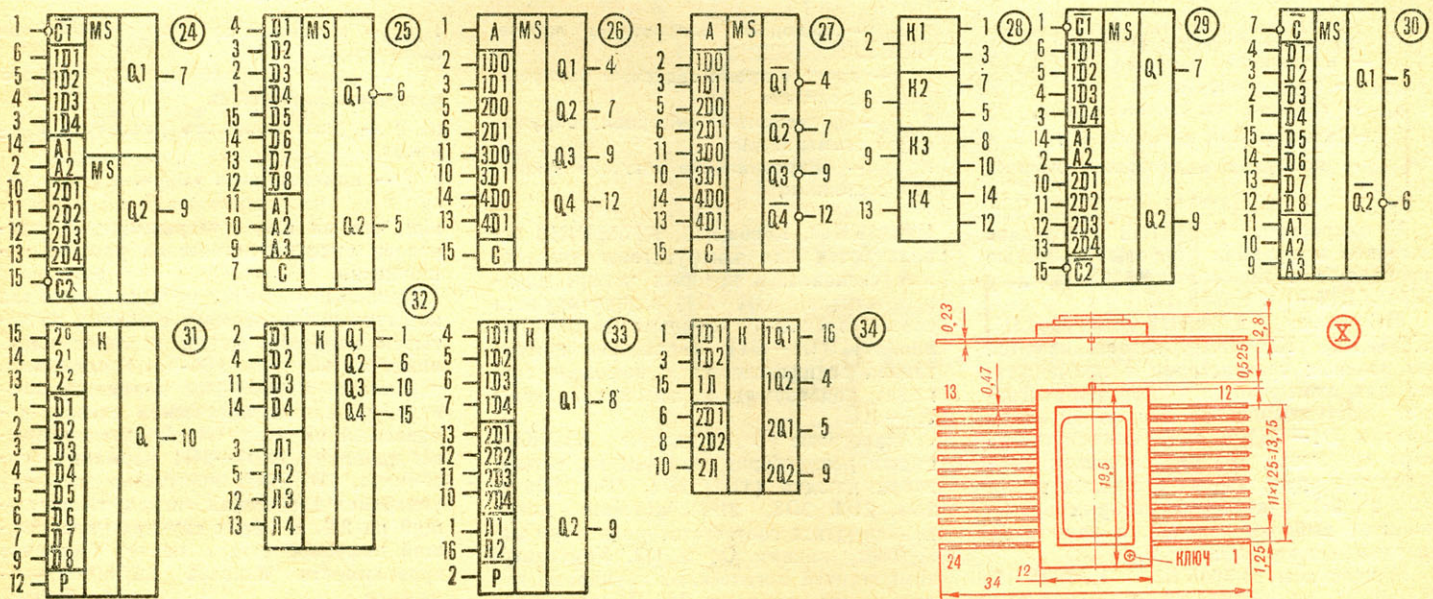 24
1 C̅1̅ MS
6 1D1
5 1D2 Q1 7
4 1D3
3 1D4
14 A1
2 A2 MS
10 2D1
11 2D2 Q2 9
12 2D3
13 2D4
15 C̅2̅
25
4 D1 MS
3 D2
2 D3
1 D4 Q̅1̅ 6
15 D5
14 D6
13 D7
12 D8
11 A1
10 A2 Q2 5
9 A3
7 C
26
1 A MS
2 1D0 Q1 4
3 1D1
5 2D0 Q2 7
6 2D1
11 3D0 Q3 9
10 3D1
14 4D0 Q4 12
13 4D1
15 C
27
1 A MS
2 1D0
3 1D1 Q̅1̅ 4
5 2D0
6 2D1 Q̅2̅ 7
11 3D0
10 3D1 Q̅3̅ 9
14 4D0
13 4D1 Q̅4̅ 12
15 C
28
K1 1
2 3
K2 7
6 5
K3 8
9 10
K4 14
13 12
29
1 C̅1̅ MS
6 1D1
5 1D2 Q1 7
4 1D3
3 1D4
14 A1
2 A2
10 2D1
11 2D2
12 2D3 Q2 9
13 2D4
15 C̅2̅
30
7 C̅ MS
4 D1
3 D2 Q1 5
2 D3
1 D4
15 D5
14 D6
13 D7
12 D8 Q̅2̅ 6
11 A1
10 A2
9 A3
31
15 2⁰ К
14 2¹
13 2²
1 D1
2 D2 Q 10
3 D3
4 D4
5 D5
6 D6
7 D7
9 D8
12 P
32
2 D1 К Q1 1
4 D2 Q2 6
11 D3 Q3 10
14 D4 Q4 15
3 Л1
5 Л2
12 Л3
13 Л4
33
4 1D1 К
5 1D2
6 1D3
7 1D4 Q1 8
13 2D1
12 2D2
11 2D3
10 2D4
1 Л1 Q2 9
16 Л2
2 P
34
1 1D1 К 1Q1 16
3 1D2
15 1Л 1Q2 4
6 2D1 2Q1 5
8 2D2
10 2Л 2Q2 9
X
0,23
2,8
0,525
0,47
13 12
19,5
11×1,25=13,75
24 КЛЮЧ 1
1,25
12
34